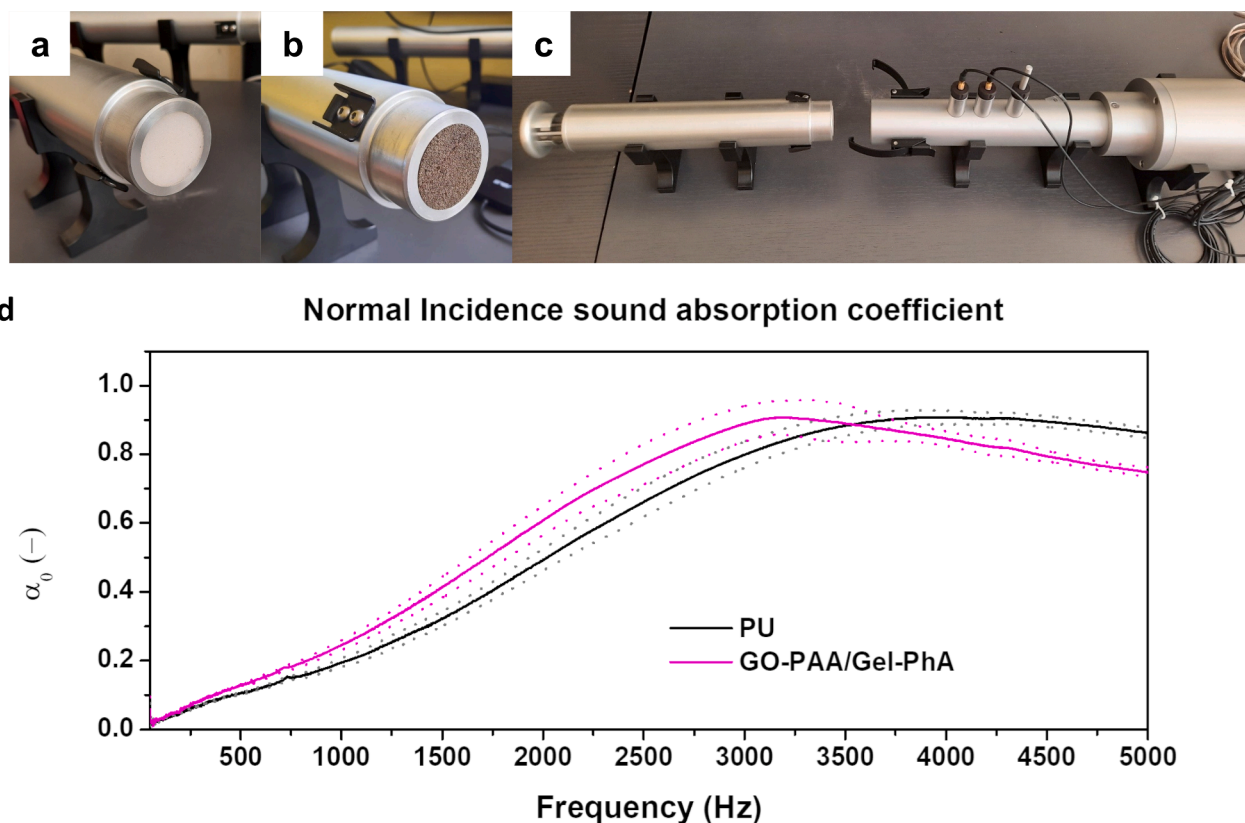 a
b
c
d
Normal Incidence sound absorption coefficient
1.0
0.8
0.6
0.4
0.2
0.0
α₀ (−)
PU
GO-PAA/Gel-PhA
500 1000 1500 2000 2500 3000 3500 4000 4500 5000
Frequency (Hz)